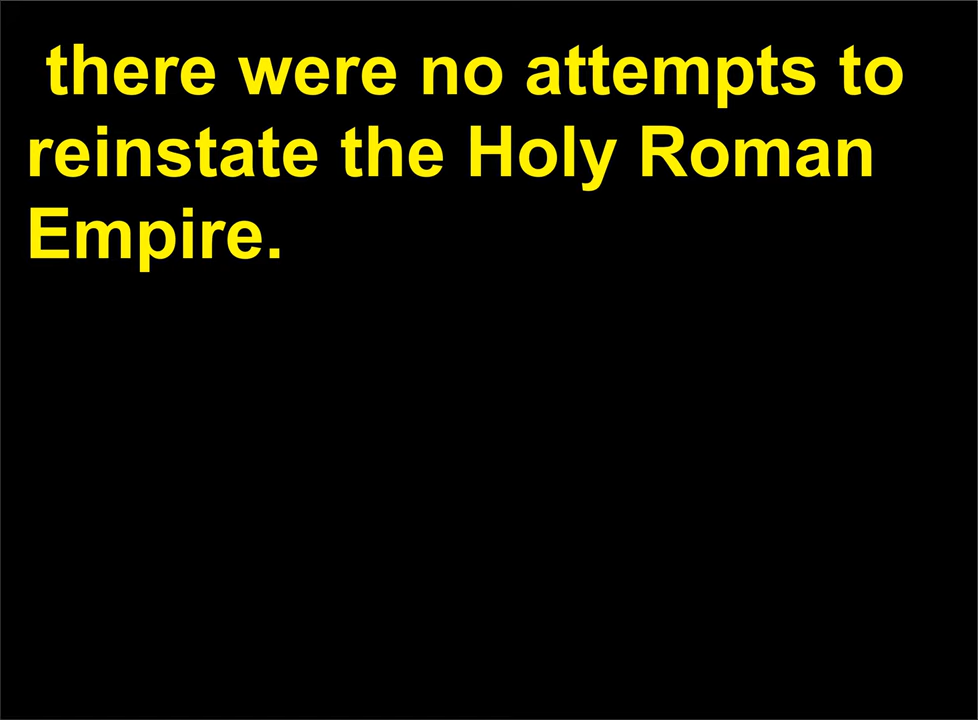 there were no attempts to
reinstate the Holy Roman
Empire.